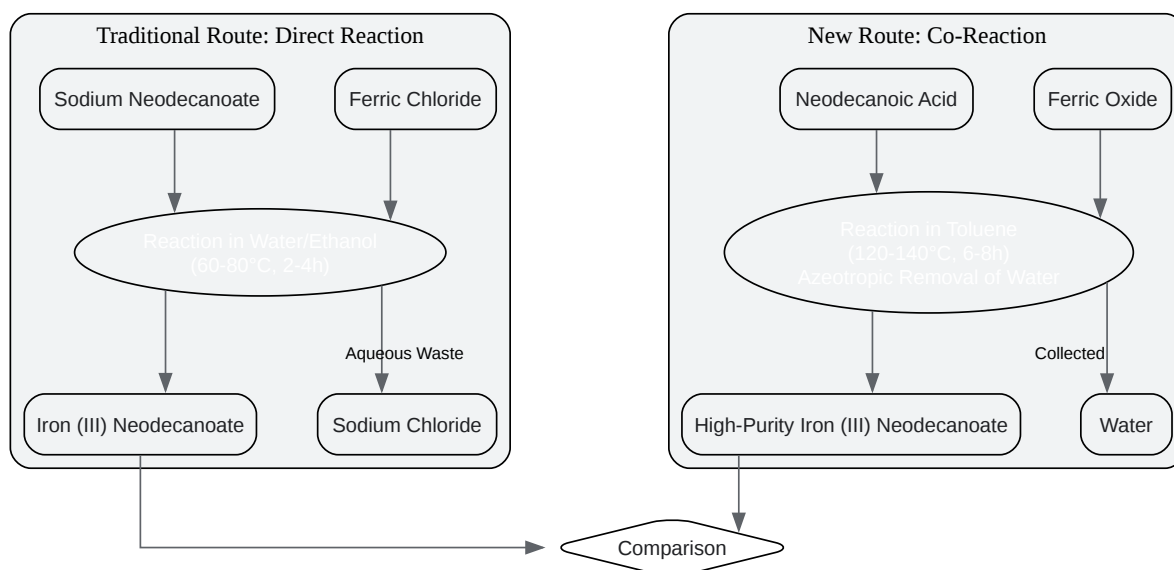 Traditional Route: Direct Reaction
Sodium Neodecanoate
Ferric Chloride
Reaction in Water/Ethanol
(60-80°C, 2-4h)
Aqueous Waste
Iron (III) Neodecanoate
Sodium Chloride
New Route: Co-Reaction
Neodecanoic Acid
Ferric Oxide
Reaction in Toluene
(120-140°C, 6-8h)
Azeotropic Removal of Water
Collected
High-Purity Iron (III) Neodecanoate
Water
Comparison